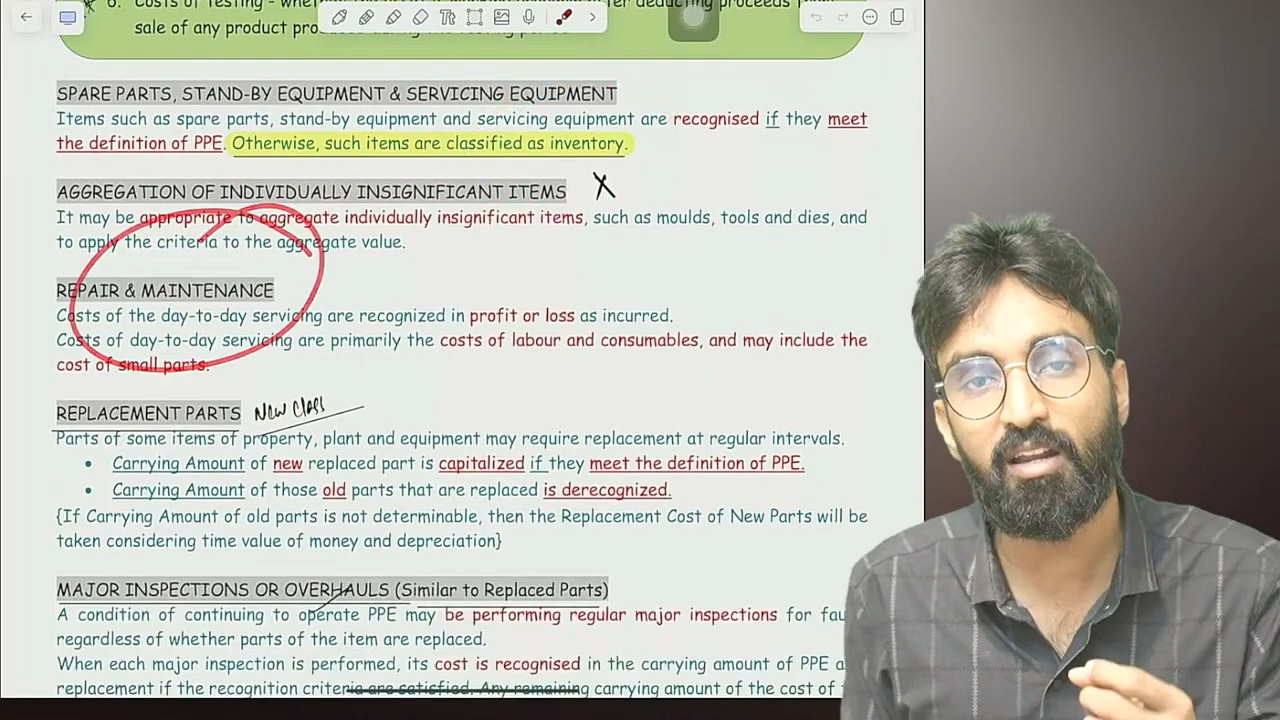 6. Costs of Testing - whether
sale of any product produced during the testing period
SPARE PARTS, STAND-BY EQUIPMENT & SERVICING EQUIPMENT
Items such as spare parts, stand-by equipment and servicing equipment are recognised if they meet
the definition of PPE. Otherwise, such items are classified as inventory.
AGGREGATION OF INDIVIDUALLY INSIGNIFICANT ITEMS X
It may be appropriate to aggregate individually insignificant items, such as moulds, tools and dies, and
to apply the criteria to the aggregate value.
REPAIR & MAINTENANCE
Costs of the day-to-day servicing are recognized in profit or loss as incurred.
Costs of day-to-day servicing are primarily the costs of labour and consumables, and may include the
cost of small parts.
REPLACEMENT PARTS New Class
Parts of some items of property, plant and equipment may require replacement at regular intervals.
• Carrying Amount of new replaced part is capitalized if they meet the definition of PPE.
• Carrying Amount of those old parts that are replaced is derecognized.
{If Carrying Amount of old parts is not determinable, then the Replacement Cost of New Parts will be
taken considering time value of money and depreciation}
MAJOR INSPECTIONS OR OVERHAULS (Similar to Replaced Parts)
A condition of continuing to operate PPE may be performing regular major inspections for fau
regardless of whether parts of the item are replaced.
When each major inspection is performed, its cost is recognised in the carrying amount of PPE a
replacement if the recognition criteria are satisfied. Any remaining carrying amount of the cost of